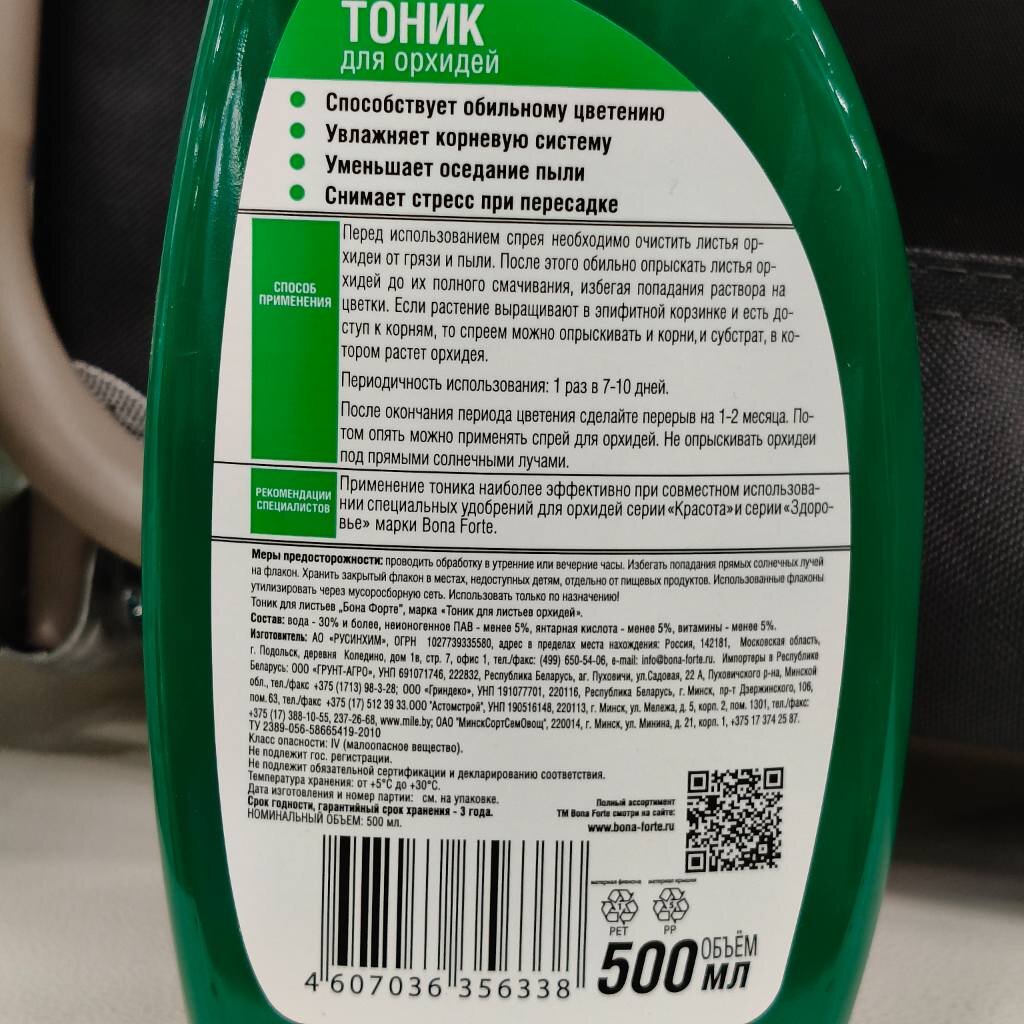 ТОНИК
для орхидей
Способствует обильному цветению
Увлажняет корневую систему
Уменьшает оседание пыли
Снимает стресс при пересадке
СПОСОБ
ПРИМЕНЕНИЯ
Перед использованием спрея необходимо очистить листья ор-
хидеи от грязи и пыли. После этого обильно опрыскать листья ор-
хидей до их полного смачивания, избегая попадания раствора на
цветки. Если растение выращивают в эпифитной корзинке и есть до-
ступ к корням, то спреем можно опрыскивать и корни, и субстрат, в ко-
тором растет орхидея.
Периодичность использования: 1 раз в 7-10 дней.
После окончания периода цветения сделайте перерыв на 1-2 месяца. По-
том опять можно применять спрей для орхидей. Не опрыскивать орхидеи
под прямыми солнечными лучами.
РЕКОМЕНДАЦИИ
СПЕЦИАЛИСТОВ
Применение тоника наиболее эффективно при совместном использова-
нии специальных удобрений для орхидей серии «Красота» и серии «Здоро-
вье» марки Bona Forte.
Меры предосторожности: проводить обработку в утренние или вечерние часы. Избегать попадания прямых солнечных лучей
на флакон. Хранить закрытый флакон в местах, недоступных детям, отдельно от пищевых продуктов. Использованные флаконы
утилизировать через мусоросборную сеть. Использовать только по назначению!
Тоник для листьев „Бона Форте", марка «Тоник для листьев орхидей».
Состав: вода - 30% и более, неионогенное ПАВ - менее 5%, янтарная кислота - менее 5%, витамины - менее 5%.
Изготовитель: АО «РУСИНХИМ», ОГРН 1027739335580, адрес в пределах места нахождения: Россия, 142181, Московская область,
г. Подольск, деревня Коледино, дом 1в, стр. 7, офис 1, тел./факс: (499) 650-54-06, e-mail: info@bona-forte.ru. Импортеры в Республике
Беларусь: ООО «ГРУНТ-АГРО», УНП 691071746, 222832, Республика Беларусь, аг. Пуховичи, ул.Садовая, 22 А, Пуховичского р-на, Минской
обл., тел./факс +375 (1713) 98-3-28; ООО «Гриндеко», УНП 191077701, 220116, Республика Беларусь, г. Минск, пр-т Дзержинского, 106,
пом. 63, тел./факс +375 (17) 512 39 33.ООО "Астомстрой", УНП 190516148, 220113, г. Минск, ул. Мележа, д. 5, корп. 2, пом. 1301, тел./факс:
+375 (17) 388-10-55, 237-26-68, www.mile.by; ОАО "МинскСортСемОвощ", 220014, г. Минск, ул. Минина, д. 21, корп. 1, +375 17 374 25 87.
ТУ 2389-056-58665419-2010
Класс опасности: IV (малоопасное вещество).
Не подлежит гос. регистрации.
Не подлежит обязательной сертификации и декларированию соответствия.
Температура хранения: от +5°С до +30°С.
Дата изготовления и номер партии: см. на упаковке.
Срок годности, гарантийный срок хранения - 3 года.
НОМИНАЛЬНЫЙ ОБЪЕМ: 500 мл.
Полный ассортимент
ТМ Bona Forte смотри на сайте:
www.bona-forte.ru
материал флакона материал крышки
1 5
PET PP
4 607036 356338
500 ОБЪЁМ
МЛ